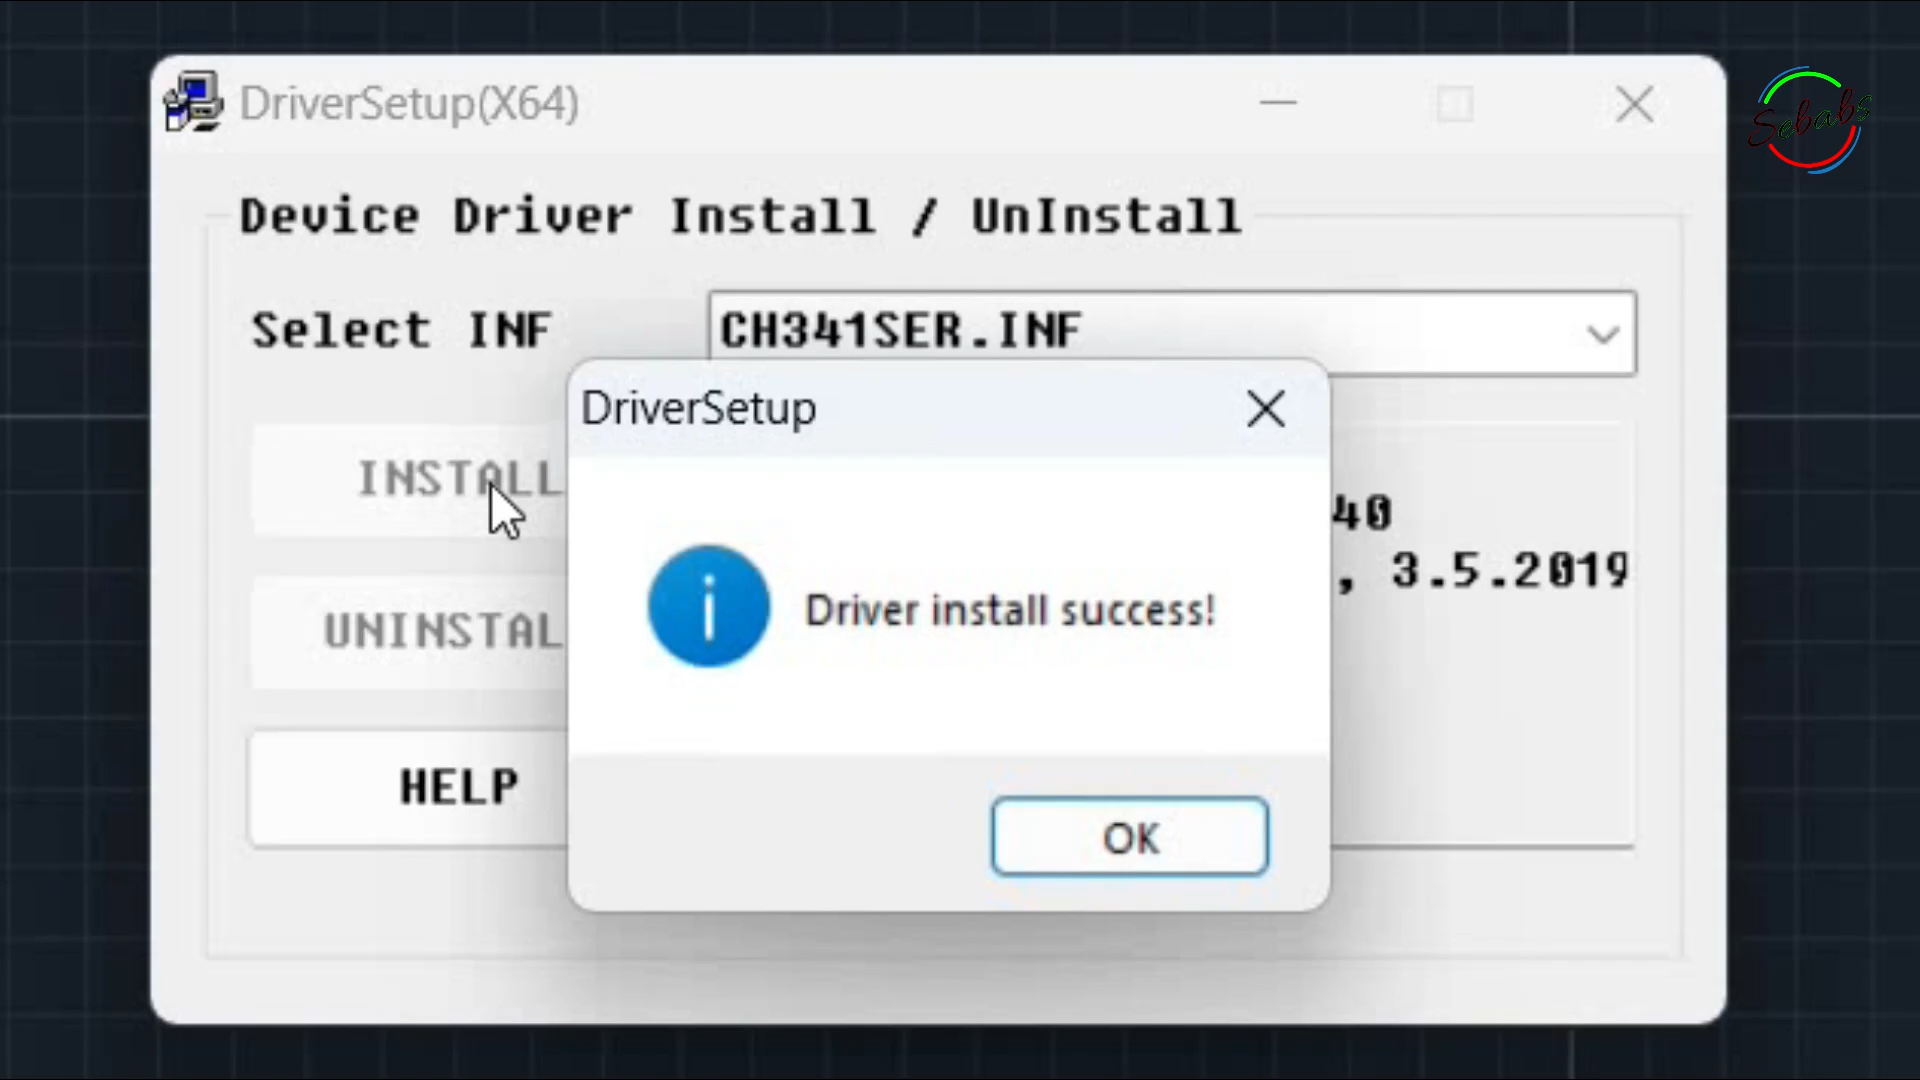 DriverSetup(X64)
Sebabs
Device Driver Install / UnInstall
Select INF
CH341SER.INF
DriverSetup
INSTALL
40
, 3.5.2019
Driver install success!
UNINSTAL
HELP
OK